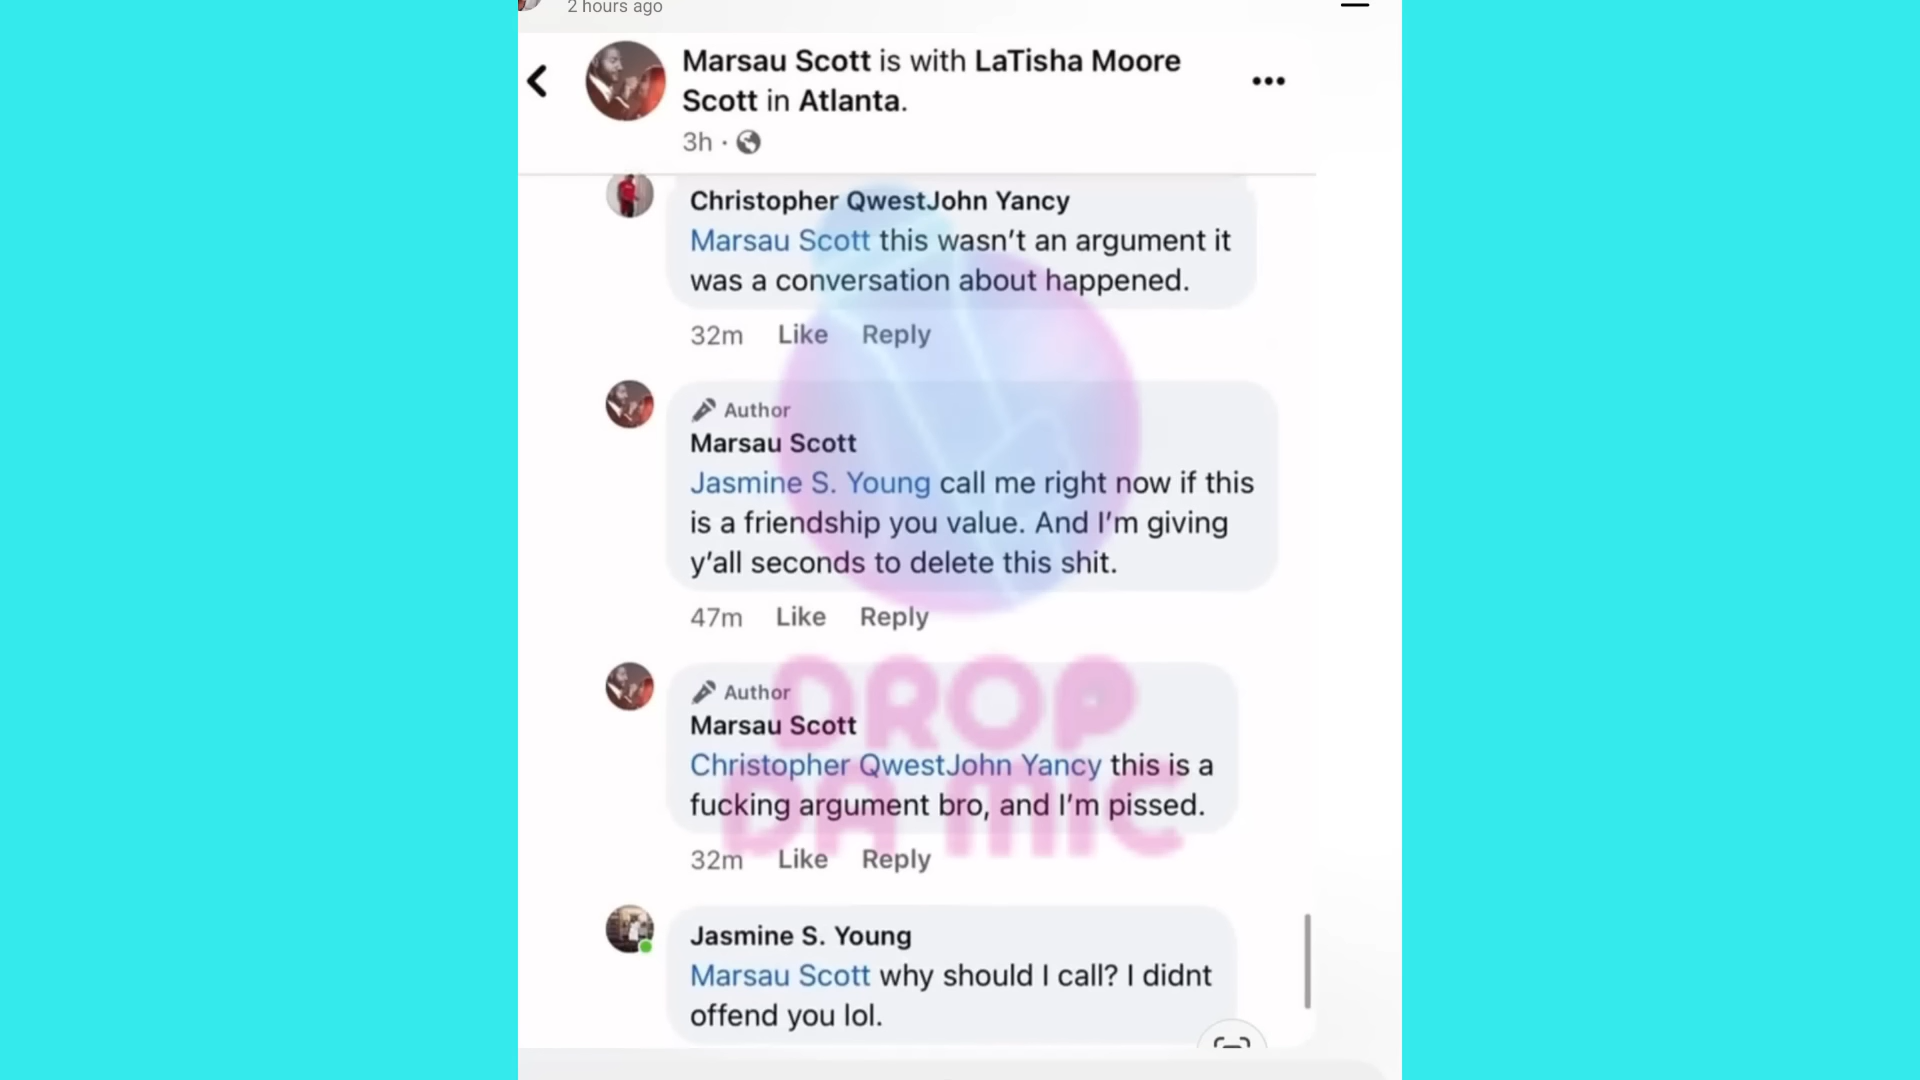 2 hours ago
Marsau Scott is with LaTisha Moore
Scott in Atlanta.
3h ·
Christopher QwestJohn Yancy
Marsau Scott this wasn't an argument it
was a conversation about happened.
32m Like Reply
Author
Marsau Scott
Jasmine S. Young call me right now if this
is a friendship you value. And I'm giving
y'all seconds to delete this shit.
47m Like Reply
Author
Marsau Scott
Christopher QwestJohn Yancy this is a
fucking argument bro, and I'm pissed.
32m Like Reply
Jasmine S. Young
Marsau Scott why should I call? I didnt
offend you lol.
DROP
DA MIC